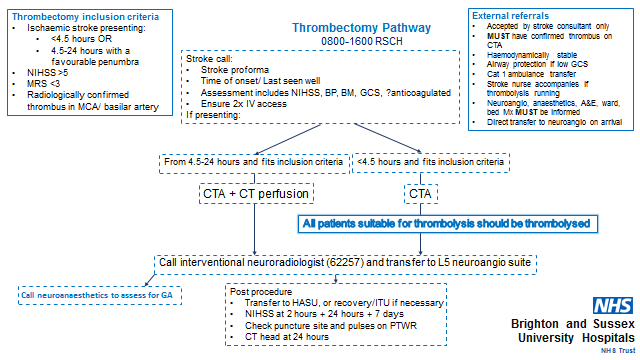 Thrombectomy inclusion criteria
• Ischaemic stroke presenting:
• <4.5 hours OR
• 4.5-24 hours with a
favourable penumbra
• NIHSS >5
• MRS <3
• Radiologically confirmed
thrombus in MCA/ basilar artery
Thrombectomy Pathway
0800-1600 RSCH
Stroke call:
• Stroke proforma
• Time of onset/ Last seen well
• Assessment includes NIHSS, BP, BM, GCS, ?anticoagulated
• Ensure 2x IV access
If presenting:
External referrals
• Accepted by stroke consultant only
• MUST have confirmed thrombus on
CTA
• Haemodynamically stable
• Airway protection if low GCS
• Cat 1 ambulance transfer
• Stroke nurse accompanies if
thrombolysis running
• Neuroangio, anaesthetics, A&E, ward,
bed Mx MUST be informed
• Direct transfer to neuroangio on arrival
From 4.5-24 hours and fits inclusion criteria
<4.5 hours and fits inclusion criteria
CTA + CT perfusion
CTA
All patients suitable for thrombolysis should be thrombolysed
Call interventional neuroradiologist (62257) and transfer to L5 neuroangio suite
Call neuroanaesthetics to assess for GA
Post procedure
• Transfer to HASU, or recovery/ITU if necessary
• NIHSS at 2 hours + 24 hours + 7 days
• Check puncture site and pulses on PTWR
• CT head at 24 hours
NHS
Brighton and Sussex
University Hospitals
NHS Trust